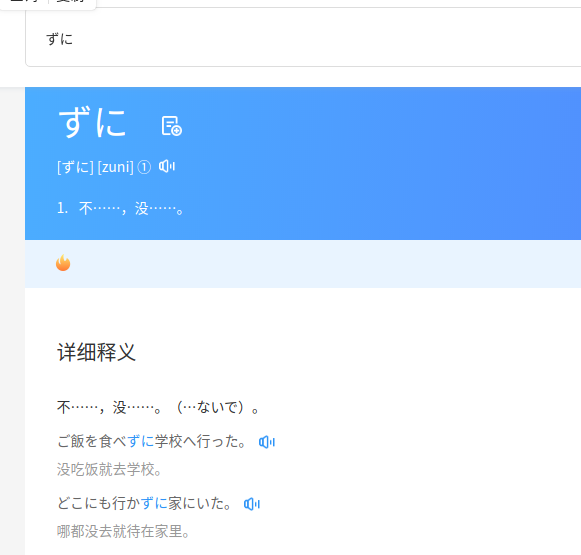 ずに
ずに
[ずに] [zuni] ①
1. 不……，没……。
详细释义
不……，没……。（…ないで）。
ご飯を食べずに学校へ行った。
没吃饭就去学校。
どこにも行かずに家にいた。
哪都没去就待在家里。